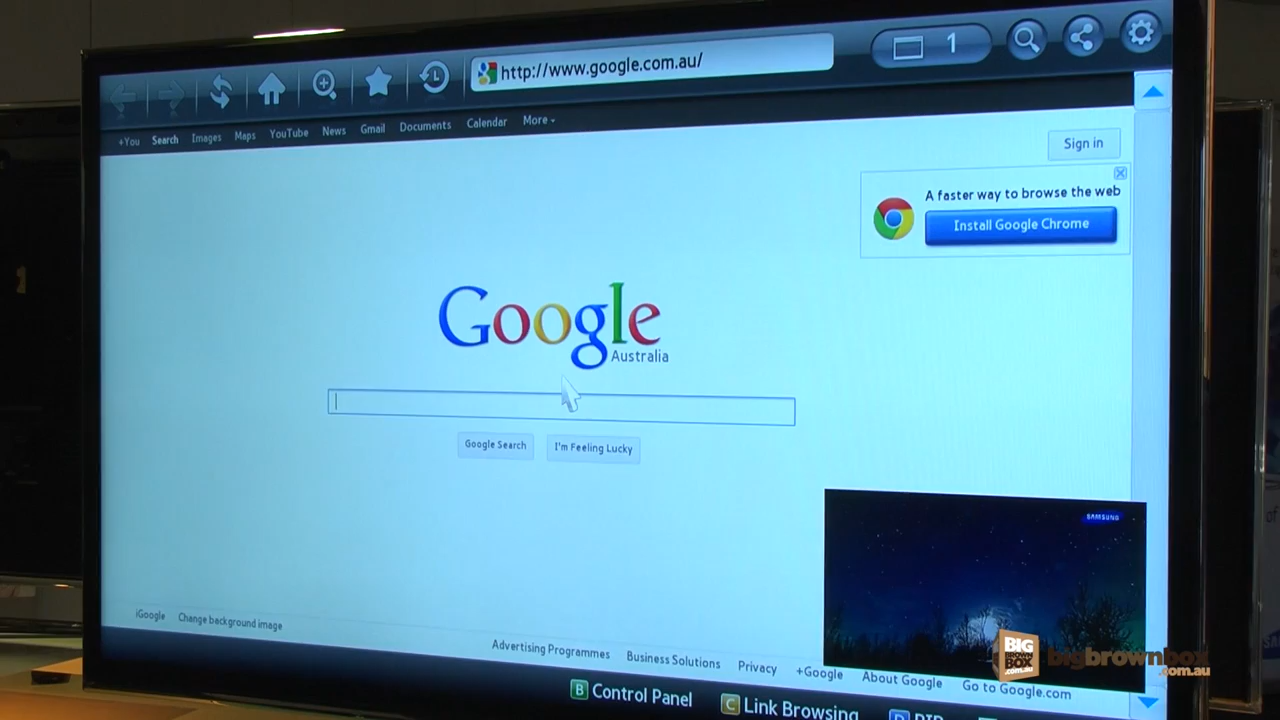 http://www.google.com.au/
1
+You Search Images Maps YouTube News Gmail Documents Calendar More
Sign in
A faster way to browse the web
Install Google Chrome
Google
Australia
Google Search I'm Feeling Lucky
SAMSUNG
iGoogle Change background image
Advertising Programmes Business Solutions Privacy +Google About Google Go to Google.com
BIG
BROWN
BOX
.com.au
bigbrownbox
.com.au
B Control Panel C Link Browsing D PIP